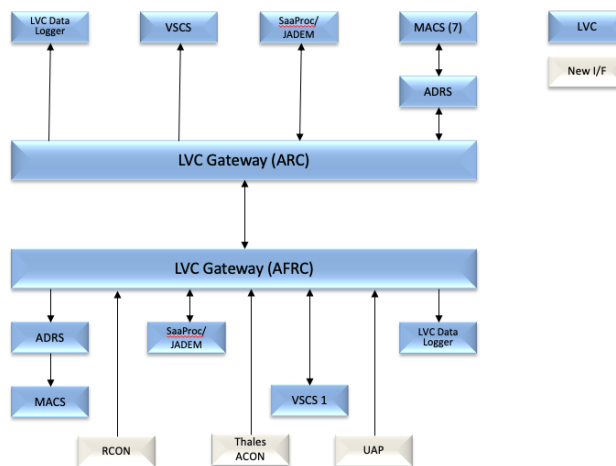 LVC Data
Logger
VSCS
SaaProc/
JADEM
MACS (7)
LVC
New I/F
ADRS
LVC Gateway (ARC)
LVC Gateway (AFRC)
ADRS
SaaProc/
JADEM
LVC Data
Logger
MACS
VSCS 1
RCON
Thales
ACON
UAP